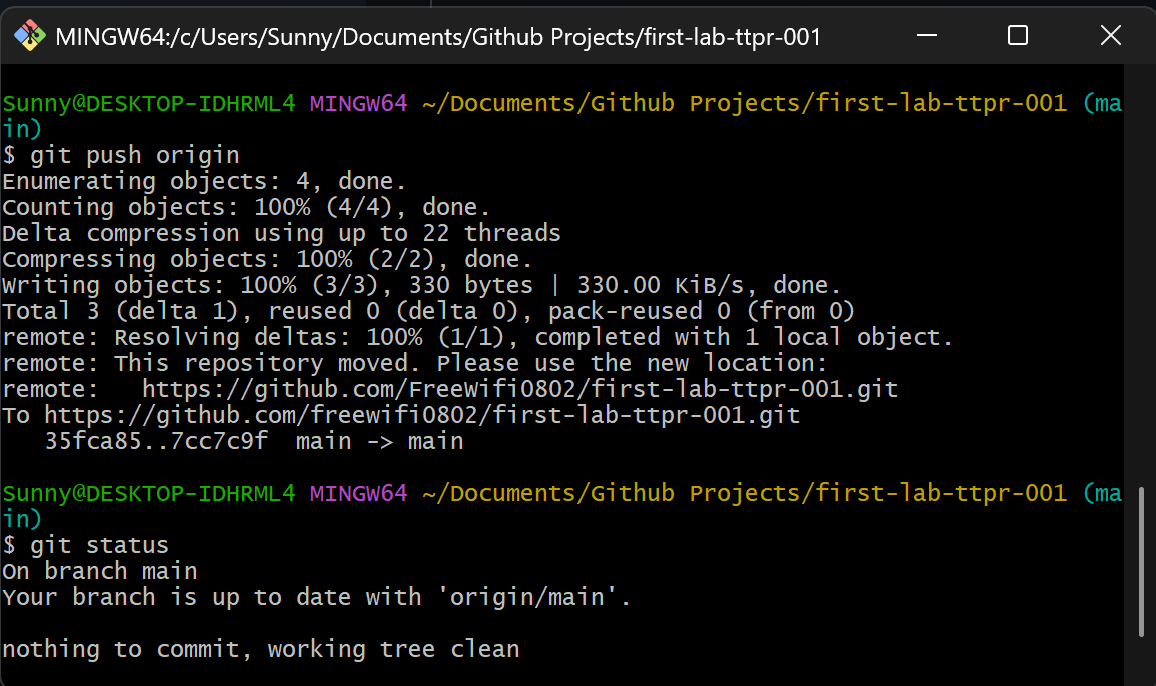 MINGW64:/c/Users/Sunny/Documents/Github Projects/first-lab-ttpr-001
Sunny@DESKTOP-IDHRML4 MINGW64 ~/Documents/Github Projects/first-lab-ttpr-001 (ma
in)
$ git push origin
Enumerating objects: 4, done.
Counting objects: 100% (4/4), done.
Delta compression using up to 22 threads
Compressing objects: 100% (2/2), done.
Writing objects: 100% (3/3), 330 bytes | 330.00 KiB/s, done.
Total 3 (delta 1), reused 0 (delta 0), pack-reused 0 (from 0)
remote: Resolving deltas: 100% (1/1), completed with 1 local object.
remote: This repository moved. Please use the new location:
remote:   https://github.com/FreeWifi0802/first-lab-ttpr-001.git
To https://github.com/freewifi0802/first-lab-ttpr-001.git
   35fca85..7cc7c9f  main -> main
Sunny@DESKTOP-IDHRML4 MINGW64 ~/Documents/Github Projects/first-lab-ttpr-001 (ma
in)
$ git status
On branch main
Your branch is up to date with 'origin/main'.
nothing to commit, working tree clean